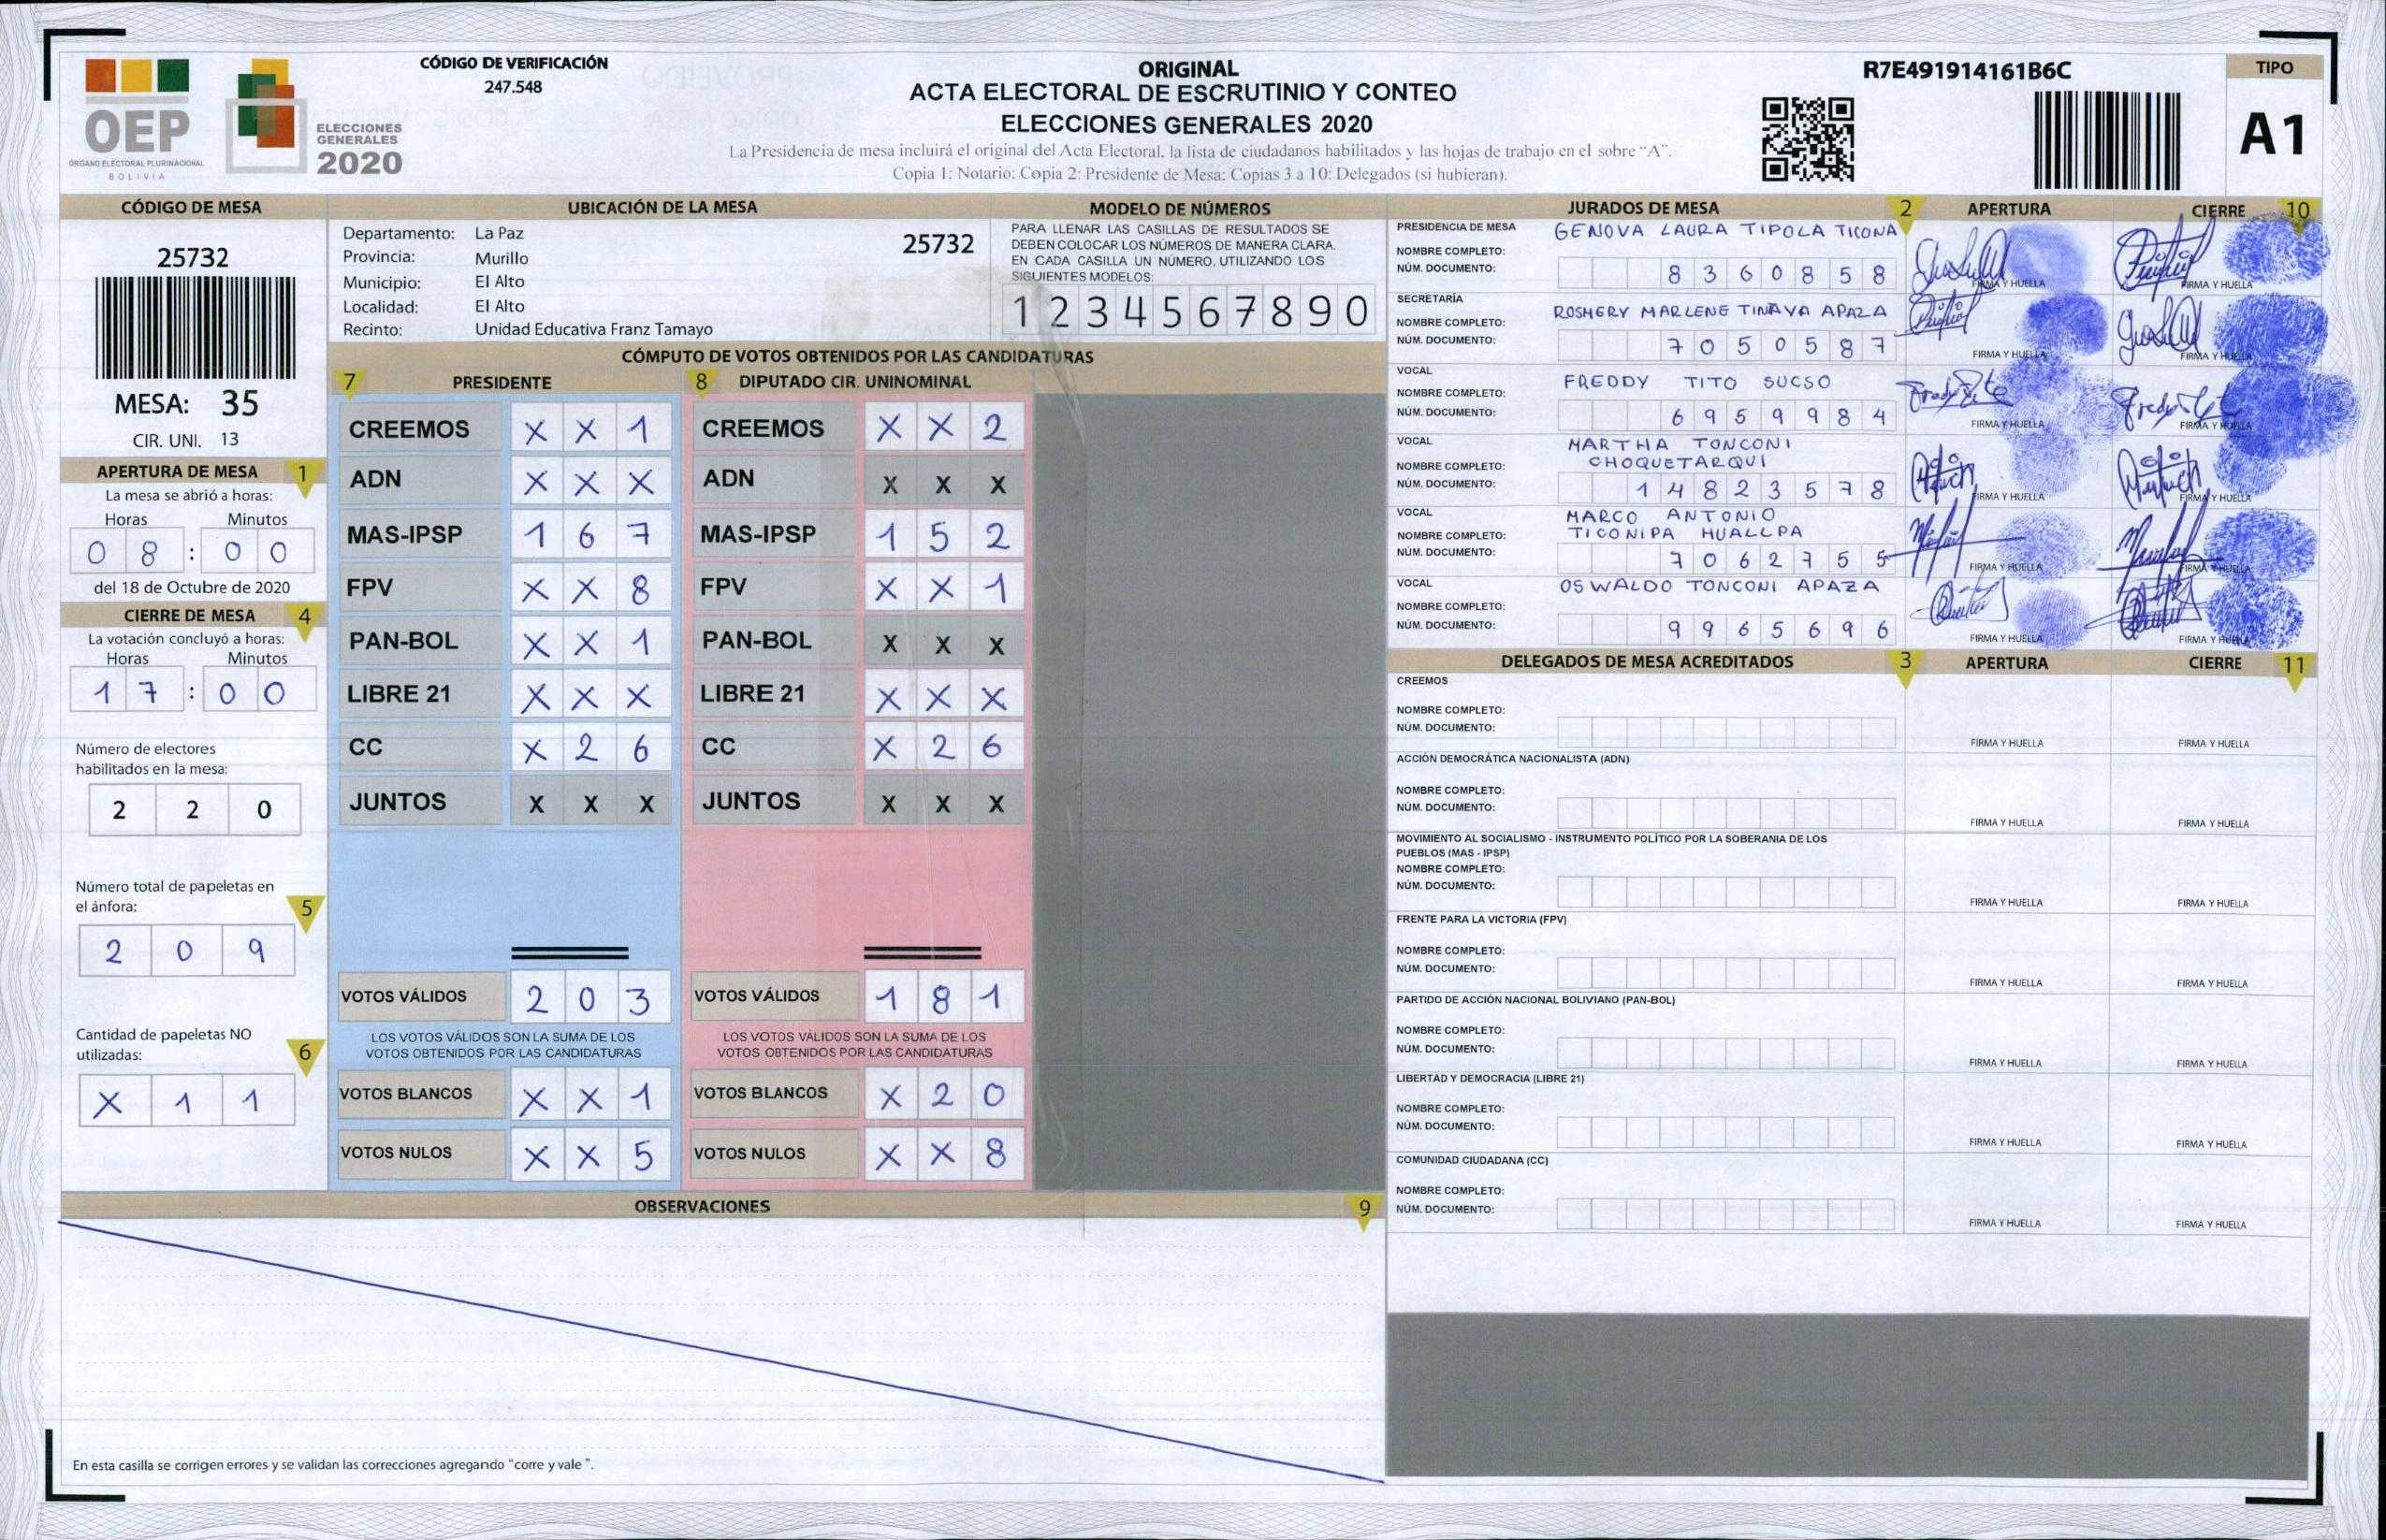 OEP
ÓRGANO ELECTORAL PLURINACIONAL
BOLIVIA
ELECCIONES
GENERALES
2020
CÓDIGO DE VERIFICACIÓN
247.548
ORIGINAL
ACTA ELECTORAL DE ESCRUTINIO Y CONTEO
ELECCIONES GENERALES 2020
La Presidencia de mesa incluirá el original del Acta Electoral, la lista de ciudadanos habilitados y las hojas de trabajo en el sobre “A”.
Copia 1: Notario: Copia 2: Presidente de Mesa: Copias 3 a 10: Delegados (si hubieran).
R7E491914161B6C
TIPO
A1
CÓDIGO DE MESA
25732
MESA: 35
CIR. UNI. 13
APERTURA DE MESA 1
La mesa se abrió a horas:
Horas Minutos
0 8 : 0 0
del 18 de Octubre de 2020
CIERRE DE MESA 4
La votación concluyó a horas:
Horas Minutos
1 7 : 0 0
Número de electores
habilitados en la mesa:
2 2 0
Número total de papeletas en
el ánfora: 5
2 0 9
Cantidad de papeletas NO
utilizadas: 6
X 1 1
UBICACIÓN DE LA MESA
Departamento: La Paz 25732
Provincia: Murillo
Municipio: El Alto
Localidad: El Alto
Recinto: Unidad Educativa Franz Tamayo
MODELO DE NÚMEROS
PARA LLENAR LAS CASILLAS DE RESULTADOS SE
DEBEN COLOCAR LOS NÚMEROS DE MANERA CLARA.
EN CADA CASILLA UN NÚMERO, UTILIZANDO LOS
SIGUIENTES MODELOS:
1 2 3 4 5 6 7 8 9 0
CÓMPUTO DE VOTOS OBTENIDOS POR LAS CANDIDATURAS
7 PRESIDENTE
CREEMOS X X 1
ADN X X X
MAS-IPSP 1 6 7
FPV X X 8
PAN-BOL X X 1
LIBRE 21 X X X
CC X 2 6
JUNTOS X X X
VOTOS VÁLIDOS 2 0 3
LOS VOTOS VÁLIDOS SON LA SUMA DE LOS
VOTOS OBTENIDOS POR LAS CANDIDATURAS
VOTOS BLANCOS X X 1
VOTOS NULOS X X 5
8 DIPUTADO CIR. UNINOMINAL
CREEMOS X X 2
ADN X X X
MAS-IPSP 1 5 2
FPV X X 1
PAN-BOL X X X
LIBRE 21 X X X
CC X 2 6
JUNTOS X X X
VOTOS VÁLIDOS 1 8 1
LOS VOTOS VÁLIDOS SON LA SUMA DE LOS
VOTOS OBTENIDOS POR LAS CANDIDATURAS
VOTOS BLANCOS X 2 0
VOTOS NULOS X X 8
OBSERVACIONES 9
En esta casilla se corrigen errores y se validan las correcciones agregando “corre y vale ”.
JURADOS DE MESA 2 APERTURA CIERRE 10
PRESIDENCIA DE MESA GENOVA LAURA TIPOLA TICONA
NOMBRE COMPLETO:
NÚM. DOCUMENTO: 8 3 6 0 8 5 8
FIRMA Y HUELLA FIRMA Y HUELLA
SECRETARÍA ROSMERY MARLENE TINAYA APAZA
NOMBRE COMPLETO:
NÚM. DOCUMENTO: 7 0 5 0 5 8 7
FIRMA Y HUELLA FIRMA Y HUELLA
VOCAL FREDDY TITO SUCSO
NOMBRE COMPLETO:
NÚM. DOCUMENTO: 6 9 5 9 9 8 4
FIRMA Y HUELLA FIRMA Y HUELLA
VOCAL MARTHA TONCONI
NOMBRE COMPLETO: CHOQUETARQUI
NÚM. DOCUMENTO: 1 4 8 2 3 5 7 8
FIRMA Y HUELLA FIRMA Y HUELLA
VOCAL MARCO ANTONIO
NOMBRE COMPLETO: TICONIPA HUALLPA
NÚM. DOCUMENTO: 7 0 6 2 7 5 5
FIRMA Y HUELLA FIRMA Y HUELLA
VOCAL OSWALDO TONCONI APAZA
NOMBRE COMPLETO:
NÚM. DOCUMENTO: 9 9 6 5 6 9 6
FIRMA Y HUELLA FIRMA Y HUELLA
DELEGADOS DE MESA ACREDITADOS 3 APERTURA CIERRE 11
CREEMOS
NOMBRE COMPLETO:
NÚM. DOCUMENTO:
FIRMA Y HUELLA FIRMA Y HUELLA
ACCIÓN DEMOCRÁTICA NACIONALISTA (ADN)
NOMBRE COMPLETO:
NÚM. DOCUMENTO:
FIRMA Y HUELLA FIRMA Y HUELLA
MOVIMIENTO AL SOCIALISMO - INSTRUMENTO POLÍTICO POR LA SOBERANIA DE LOS
PUEBLOS (MAS - IPSP)
NOMBRE COMPLETO:
NÚM. DOCUMENTO:
FIRMA Y HUELLA FIRMA Y HUELLA
FRENTE PARA LA VICTORIA (FPV)
NOMBRE COMPLETO:
NÚM. DOCUMENTO:
FIRMA Y HUELLA FIRMA Y HUELLA
PARTIDO DE ACCIÓN NACIONAL BOLIVIANO (PAN-BOL)
NOMBRE COMPLETO:
NÚM. DOCUMENTO:
FIRMA Y HUELLA FIRMA Y HUELLA
LIBERTAD Y DEMOCRACIA (LIBRE 21)
NOMBRE COMPLETO:
NÚM. DOCUMENTO:
FIRMA Y HUELLA FIRMA Y HUELLA
COMUNIDAD CIUDADANA (CC)
NOMBRE COMPLETO:
NÚM. DOCUMENTO:
FIRMA Y HUELLA FIRMA Y HUELLA